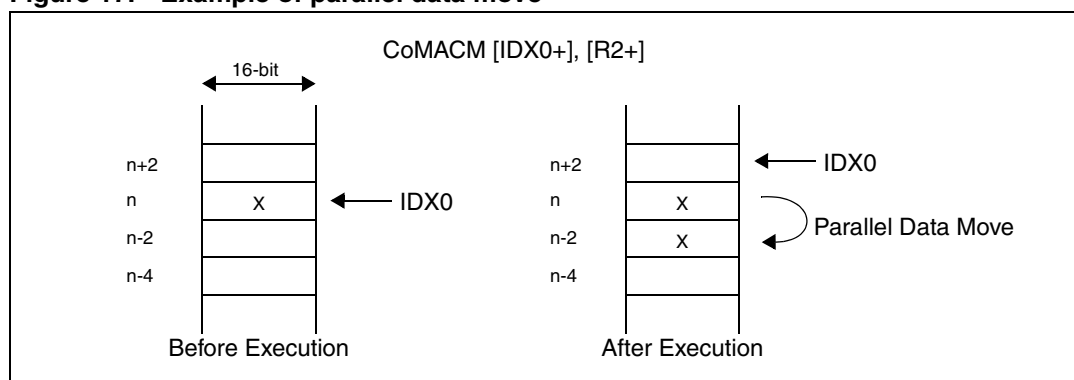 Figure 17. Example of parallel data move
CoMACM [IDX0+], [R2+]
16-bit
n+2
n
n-2
n-4
X
IDX0
Before Execution
n+2
n
n-2
n-4
X
X
IDX0
Parallel Data Move
After Execution